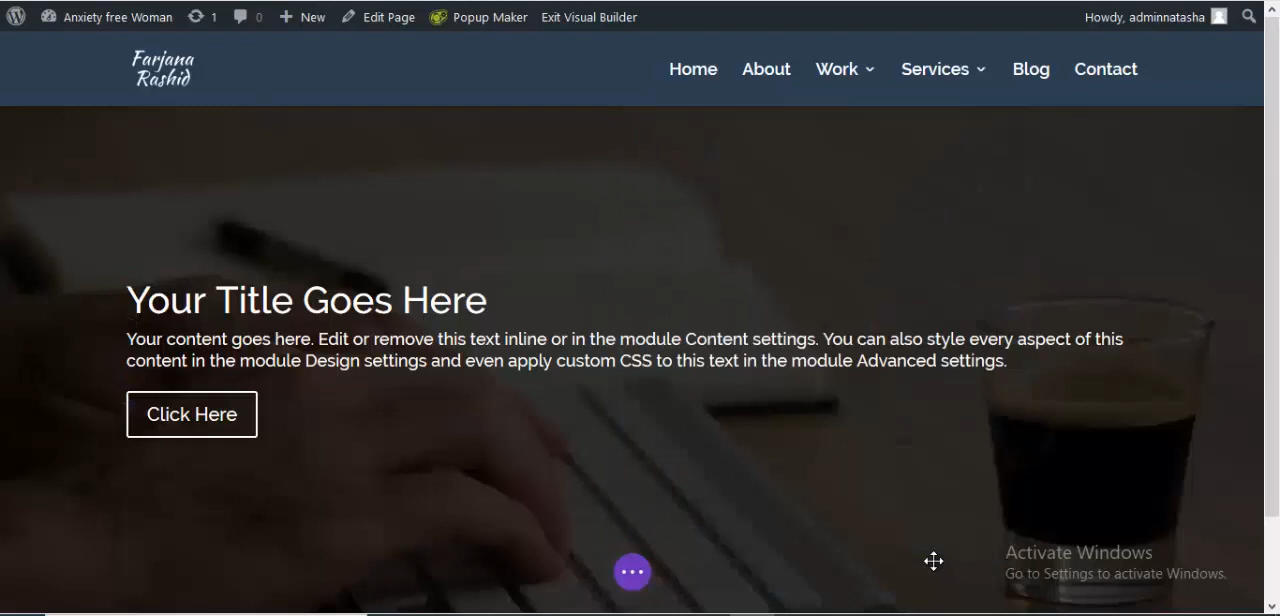 Anxiety free Woman 1 0 New Edit Page Popup Maker Exit Visual Builder Howdy, adminnatasha
Farjana
Rashid
Home About Work Services Blog Contact
Your Title Goes Here
Your content goes here. Edit or remove this text inline or in the module Content settings. You can also style every aspect of this
content in the module Design settings and even apply custom CSS to this text in the module Advanced settings.
Click Here
Activate Windows
Go to Settings to activate Windows.